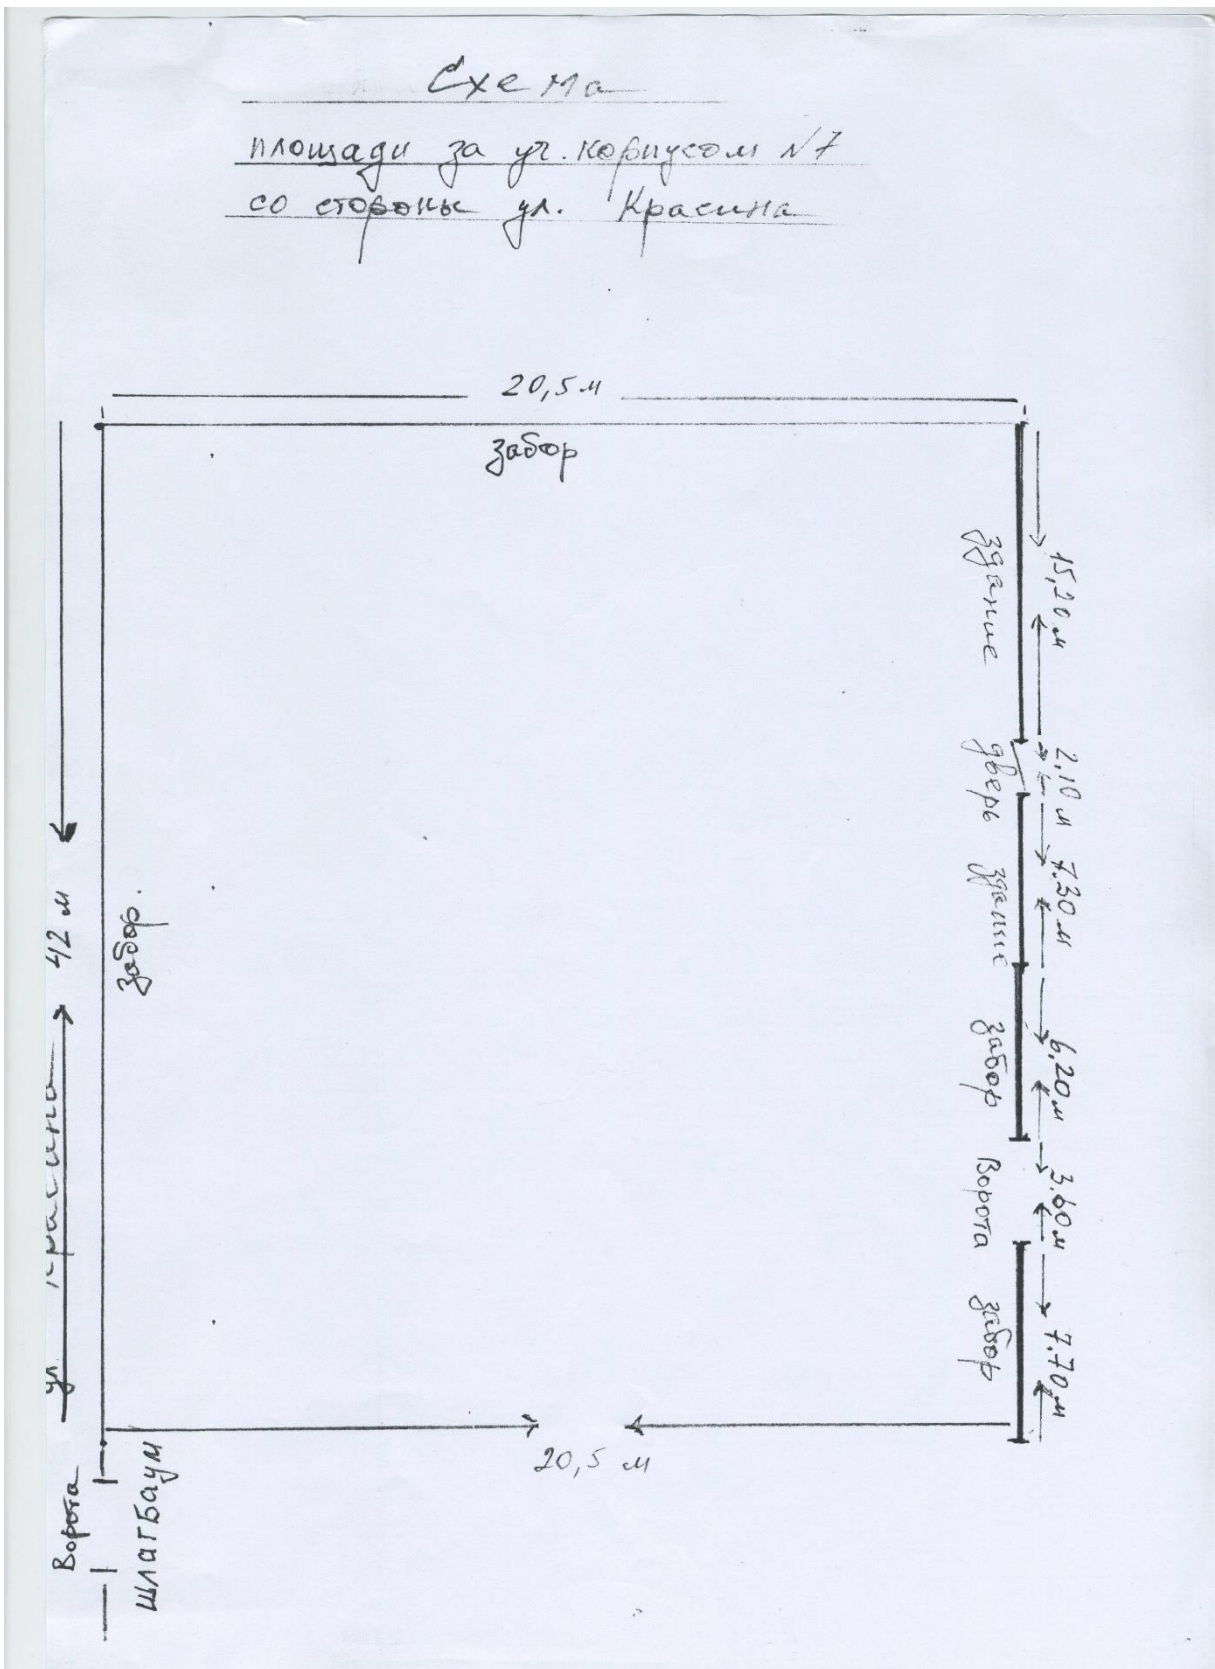 Схема
площади за уч. корпусом №7
со стороны ул. Красина
20,5 м
забор
здание
15,20 м
дверь
2,10 м
здание
7.30 м
забор
6,20 м
Ворота
3.60 м
забор
7.70 м
42 м
забор.
ул. Красина
20,5 м
Ворота
шлагбаум